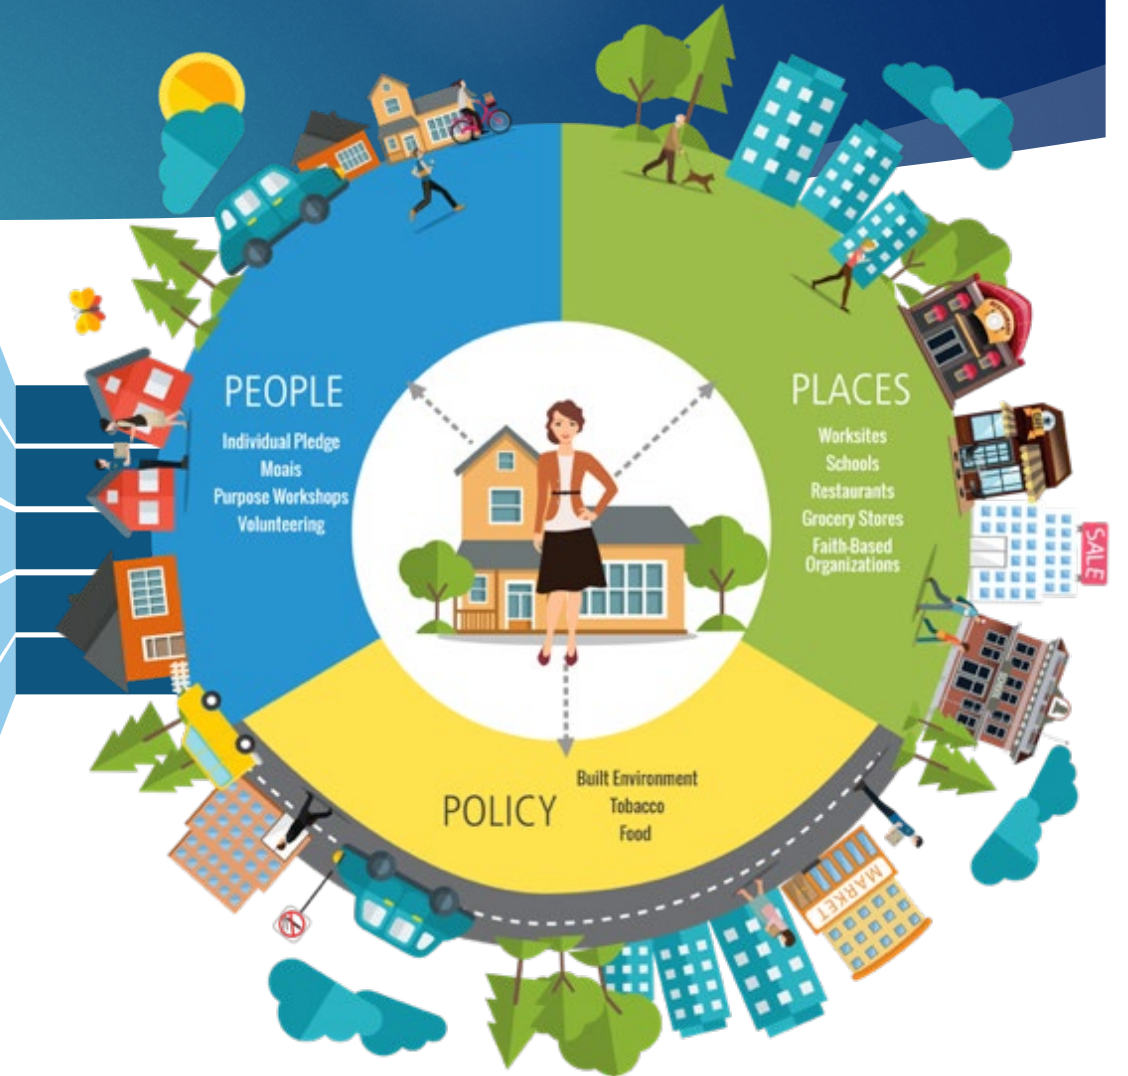 PEOPLE
Individual Pledge
Moais
Purpose Workshops
Volunteering
PLACES
Worksites
Schools
Restaurants
Grocery Stores
Faith-Based
Organizations
SALE
POLICY
Built Environment
Tobacco
Food
MARKET